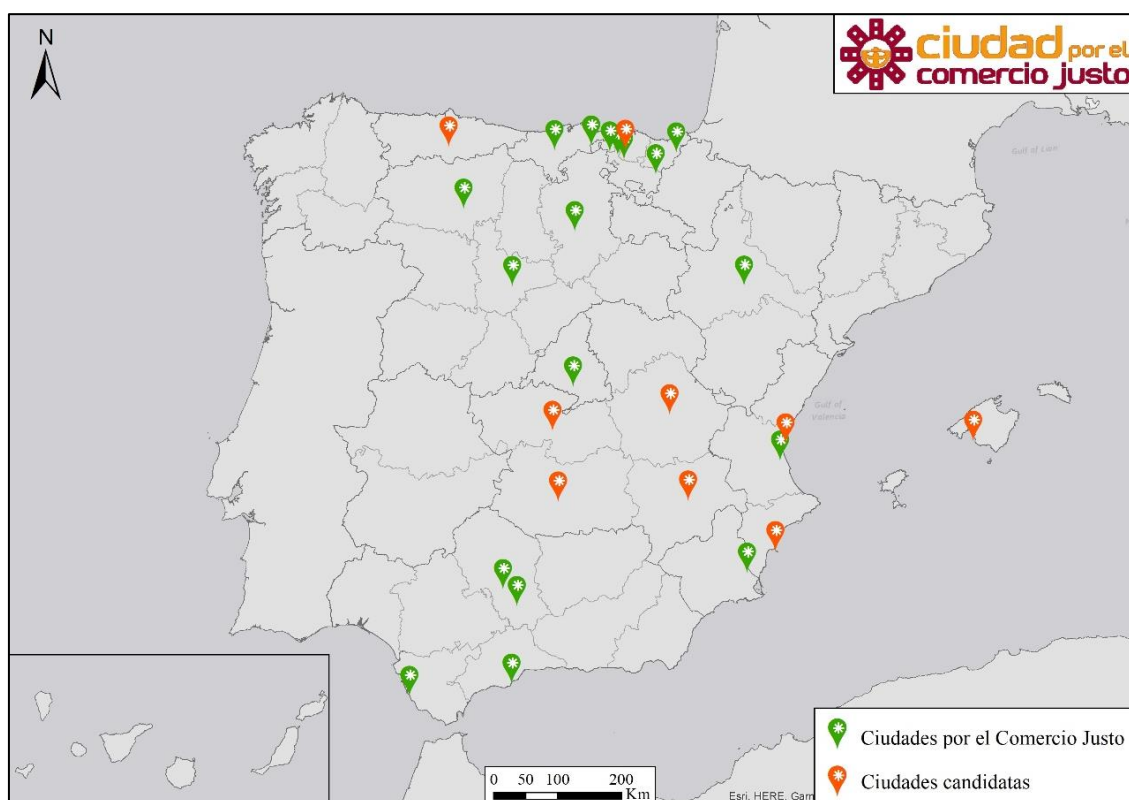 N
ciudad por el
comercio justo
Gulf of Lion
Gulf of
Valencia
Ciudades por el Comercio Justo
Ciudades candidatas
0 50 100 200
Km
Esri, HERE, Garm